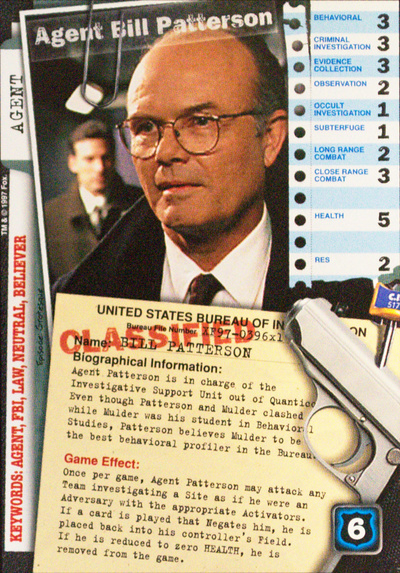 Agent Bill Patterson
AGENT
BEHAVIORAL 3
CRIMINAL INVESTIGATION 3
EVIDENCE COLLECTION 3
OBSERVATION 2
OCCULT INVESTIGATION 1
SUBTERFUGE 1
LONG RANGE COMBAT 2
CLOSE RANGE COMBAT 3
HEALTH 5
RES 2
TM & © 1997 Fox.
KEYWORDS: AGENT, FBI, LAW, NEUTRAL, BELIEVER
UNITED STATES BUREAU OF
Bureau File Number XF97-0396x1
CLASSIFIED
Name: BILL PATTERSON
Biographical Information:
Agent Patterson is in charge of the
Investigative Support Unit out of Quantico
Even though Patterson and Mulder clashed
while Mulder was his student in Behavioral
Studies, Patterson believes Mulder to be
the best behavioral profiler in the Bureau.
Game Effect:
Once per game, Agent Patterson may attack any
Team investigating a Site as if he were an
Adversary with the appropriate Activators.
If a card is played that Negates him, he is
placed back into his controller's Field.
If he is reduced to zero HEALTH, he is
removed from the game.
6